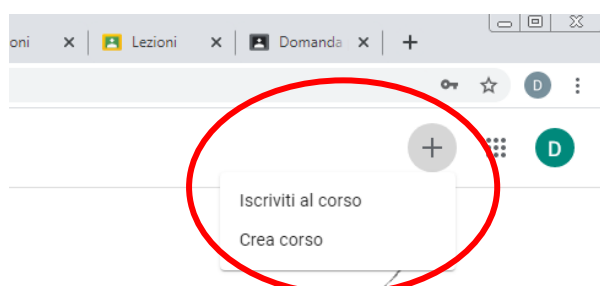 oni Lezioni Domanda
D
D
Iscriviti al corso
Crea corso